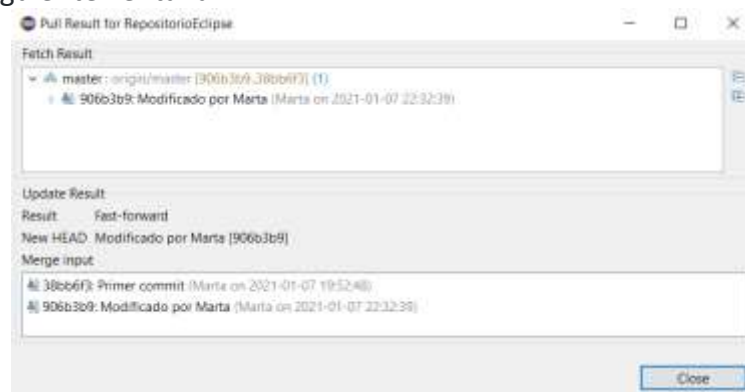 Pull Result for RepositorioEclipse
Fetch Result
master : origin/master [906b3b9..38bb6f3] (1)
906b3b9: Modificado por Marta (Marta on 2021-01-07 22:32:39)
Update Result
Result Fast-forward
New HEAD Modificado por Marta [906b3b9]
Merge input
38bb6f3: Primer commit (Marta on 2021-01-07 19:52:48)
906b3b9: Modificado por Marta (Marta on 2021-01-07 22:32:39)
Close